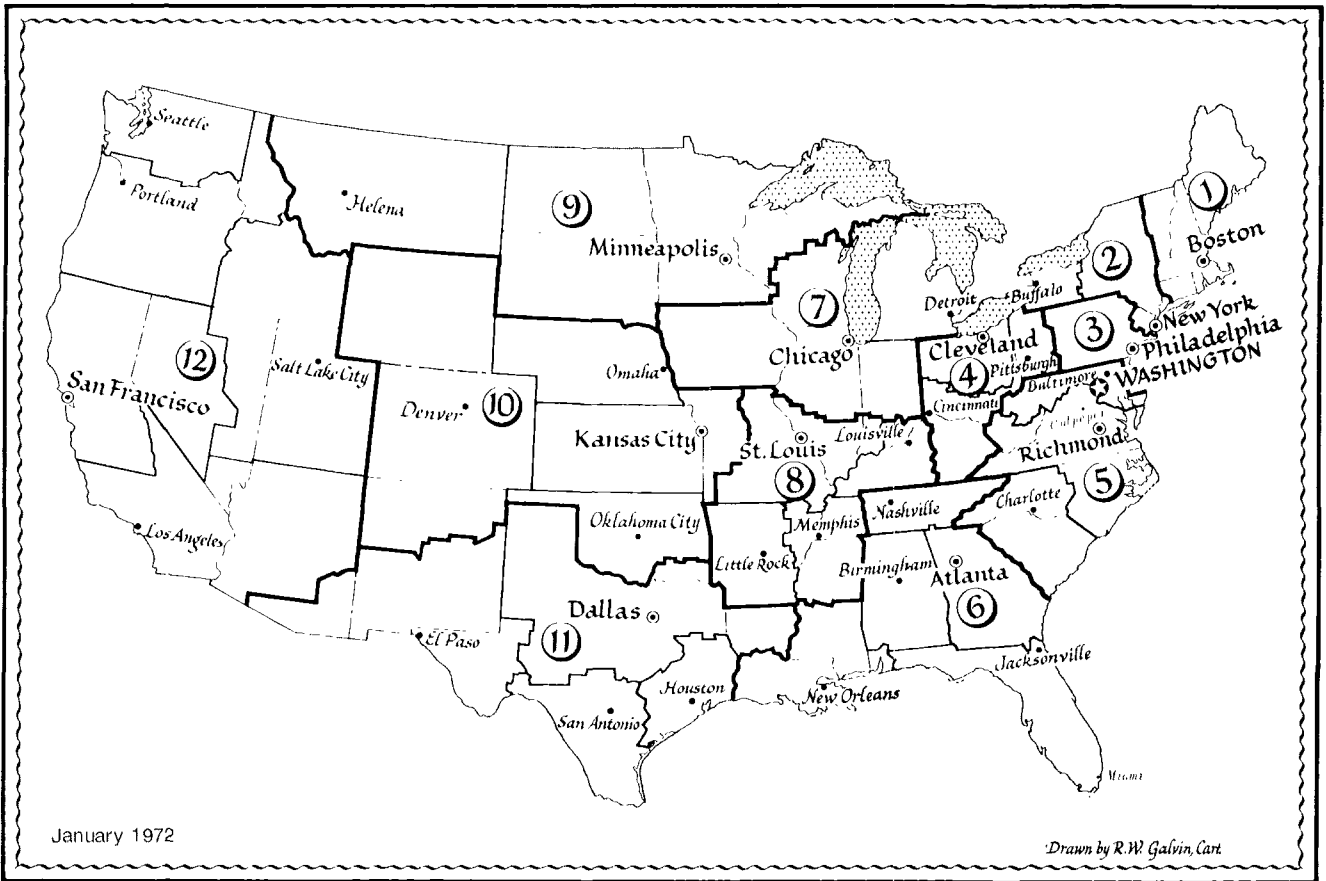 Seattle
Portland
Helena
9
Minneapolis
1
Boston
2
Buffalo
Detroit
New York
7
3
Philadelphia
Chicago
Cleveland
Pittsburgh
WASHINGTON
Baltimore
4
Cincinnati
12
Salt Lake City
San Francisco
Omaha
Denver
10
Kansas City
St. Louis
Louisville
Culpeper
Richmond
8
5
Charlotte
Nashville
Memphis
Oklahoma City
Los Angeles
Little Rock
Birmingham
Atlanta
6
Dallas
11
El Paso
Houston
San Antonio
New Orleans
Jacksonville
Miami
January 1972
Drawn by R.W. Galvin, Cart.